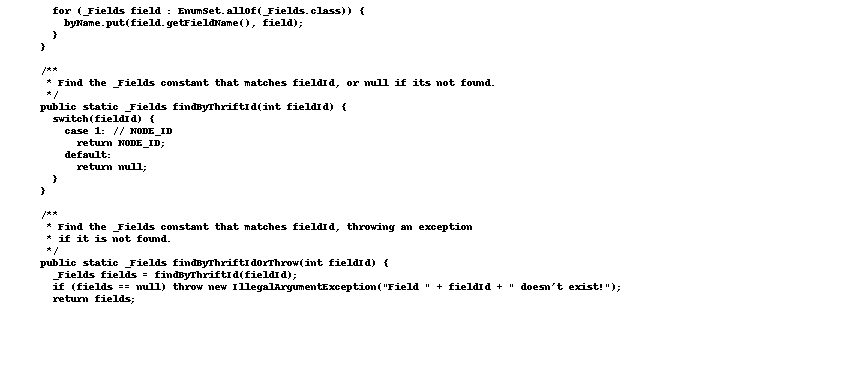 for (_Fields field : EnumSet.allOf(_Fields.class)) {
byName.put(field.getFieldName(), field);
}
}
/**
* Find the _Fields constant that matches fieldId, or null if its not found.
*/
public static _Fields findByThriftId(int fieldId) {
switch(fieldId) {
case 1: // NODE_ID
return NODE_ID;
default:
return null;
}
}
/**
* Find the _Fields constant that matches fieldId, throwing an exception
* if it is not found.
*/
public static _Fields findByThriftIdOrThrow(int fieldId) {
_Fields fields = findByThriftId(fieldId);
if (fields == null) throw new IllegalArgumentException("Field " + fieldId + " doesn't exist!");
return fields;